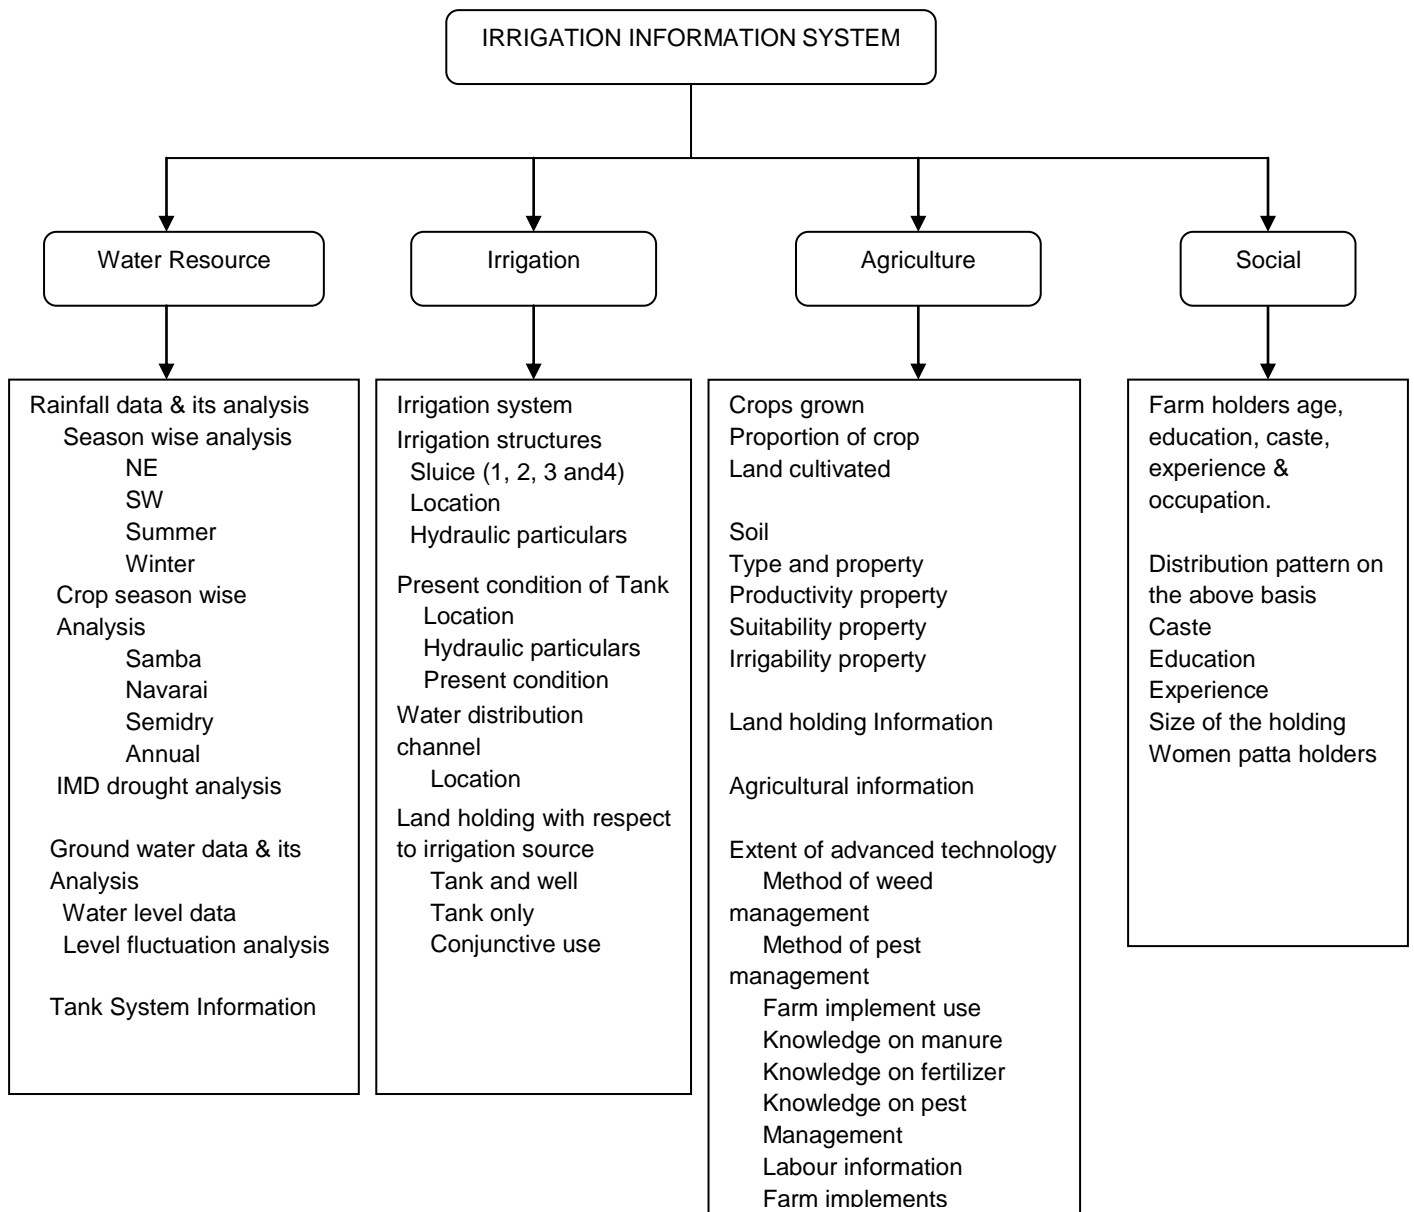 IRRIGATION INFORMATION SYSTEM
Water Resource
Irrigation
Agriculture
Social
Rainfall data & its analysis
Season wise analysis
NE
SW
Summer
Winter
Crop season wise
Analysis
Samba
Navarai
Semidry
Annual
IMD drought analysis
Ground water data & its
Analysis
Water level data
Level fluctuation analysis
Tank System Information
Irrigation system
Irrigation structures
Sluice (1, 2, 3 and4)
Location
Hydraulic particulars
Present condition of Tank
Location
Hydraulic particulars
Present condition
Water distribution
channel
Location
Land holding with respect
to irrigation source
Tank and well
Tank only
Conjunctive use
Crops grown
Proportion of crop
Land cultivated
Soil
Type and property
Productivity property
Suitability property
Irrigability property
Land holding Information
Agricultural information
Extent of advanced technology
Method of weed
management
Method of pest
management
Farm implement use
Knowledge on manure
Knowledge on fertilizer
Knowledge on pest
Management
Labour information
Farm implements
Farm holders age,
education, caste,
experience &
occupation.
Distribution pattern on
the above basis
Caste
Education
Experience
Size of the holding
Women patta holders